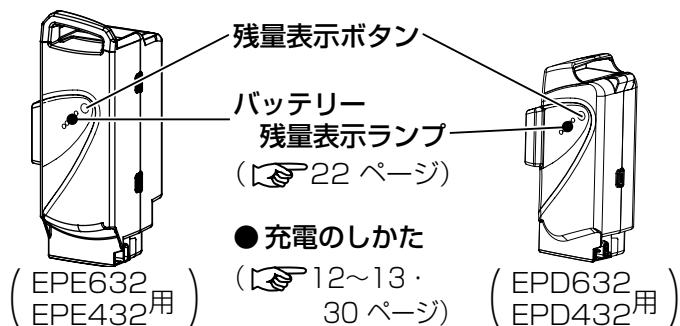 残量表示ボタン
バッテリー
残量表示ランプ
(☞22 ページ)
● 充電のしかた
(☞12〜13・
30 ページ)
(EPE632
EPE432用)
(EPD632
EPD432用)